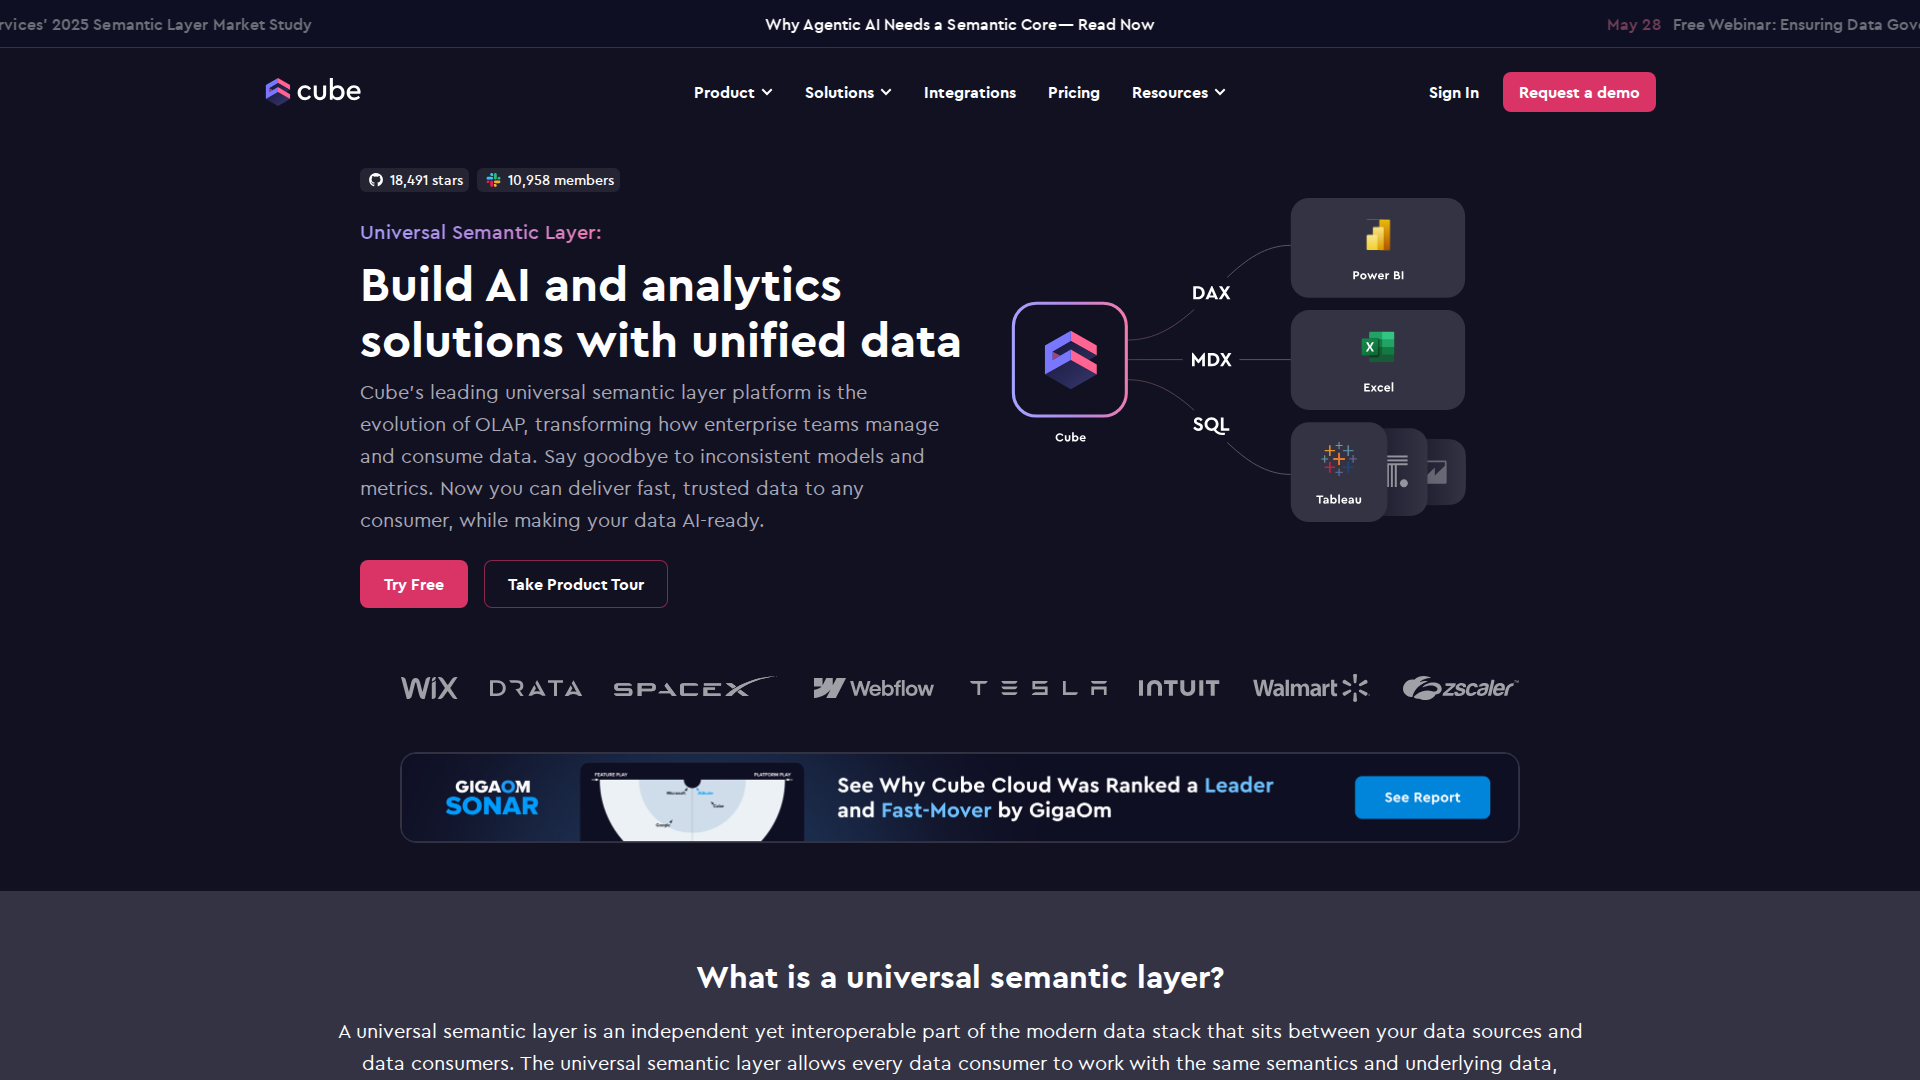 rvices' 2025 Semantic Layer Market Study
Why Agentic AI Needs a Semantic Core— Read Now
May 28 Free Webinar: Ensuring Data Gov
cube
Product
Solutions
Integrations
Pricing
Resources
Sign In
Request a demo
18,491 stars
10,958 members
Universal Semantic Layer:
Build AI and analytics
solutions with unified data
Cube's leading universal semantic layer platform is the
evolution of OLAP, transforming how enterprise teams manage
and consume data. Say goodbye to inconsistent models and
metrics. Now you can deliver fast, trusted data to any
consumer, while making your data AI-ready.
Try Free
Take Product Tour
Cube
DAX
MDX
SQL
Power BI
Excel
Tableau
WIX
DRATA
SPACEX
Webflow
TESLA
INTUIT
Walmart
zscaler™
GIGAOM
SONAR
FEATURE PLAY
PLATFORM PLAY
Microsoft
AtScale
Cube
Google
See Why Cube Cloud Was Ranked a Leader
and Fast-Mover by GigaOm
See Report
What is a universal semantic layer?
A universal semantic layer is an independent yet interoperable part of the modern data stack that sits between your data sources and
data consumers. The universal semantic layer allows every data consumer to work with the same semantics and underlying data,